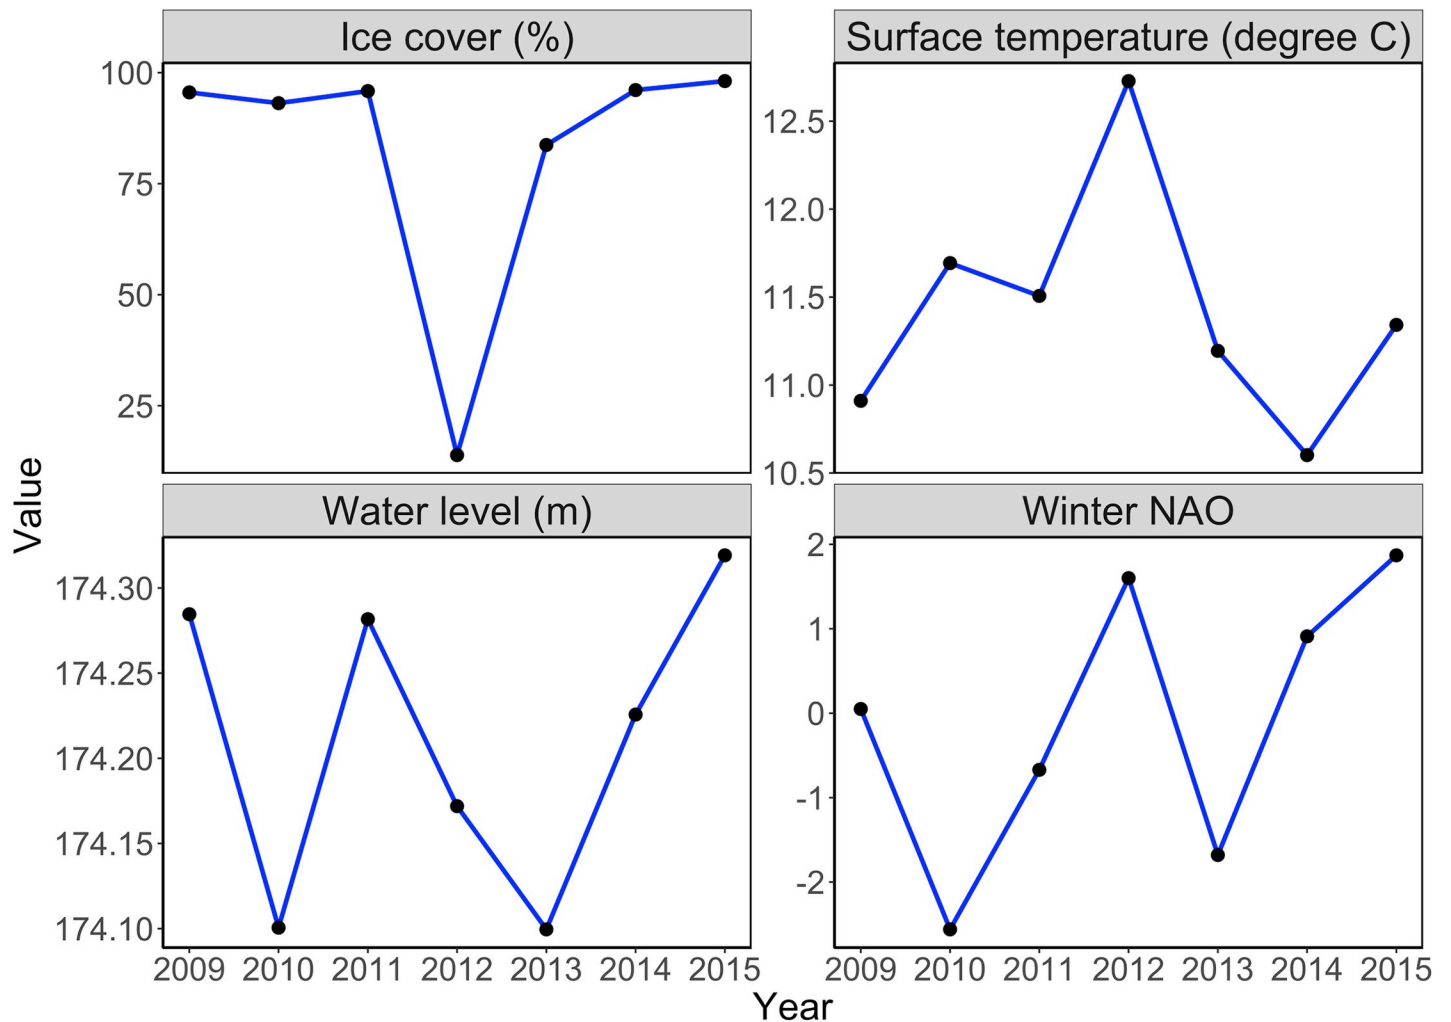 Ice cover (%)
Surface temperature (degree C)
100
75
50
25
12.5
12.0
11.5
11.0
10.5
Value
Water level (m)
Winter NAO
174.30
174.25
174.20
174.15
174.10
2
1
0
-1
-2
2009 2010 2011 2012 2013 2014 2015
2009 2010 2011 2012 2013 2014 2015
Year